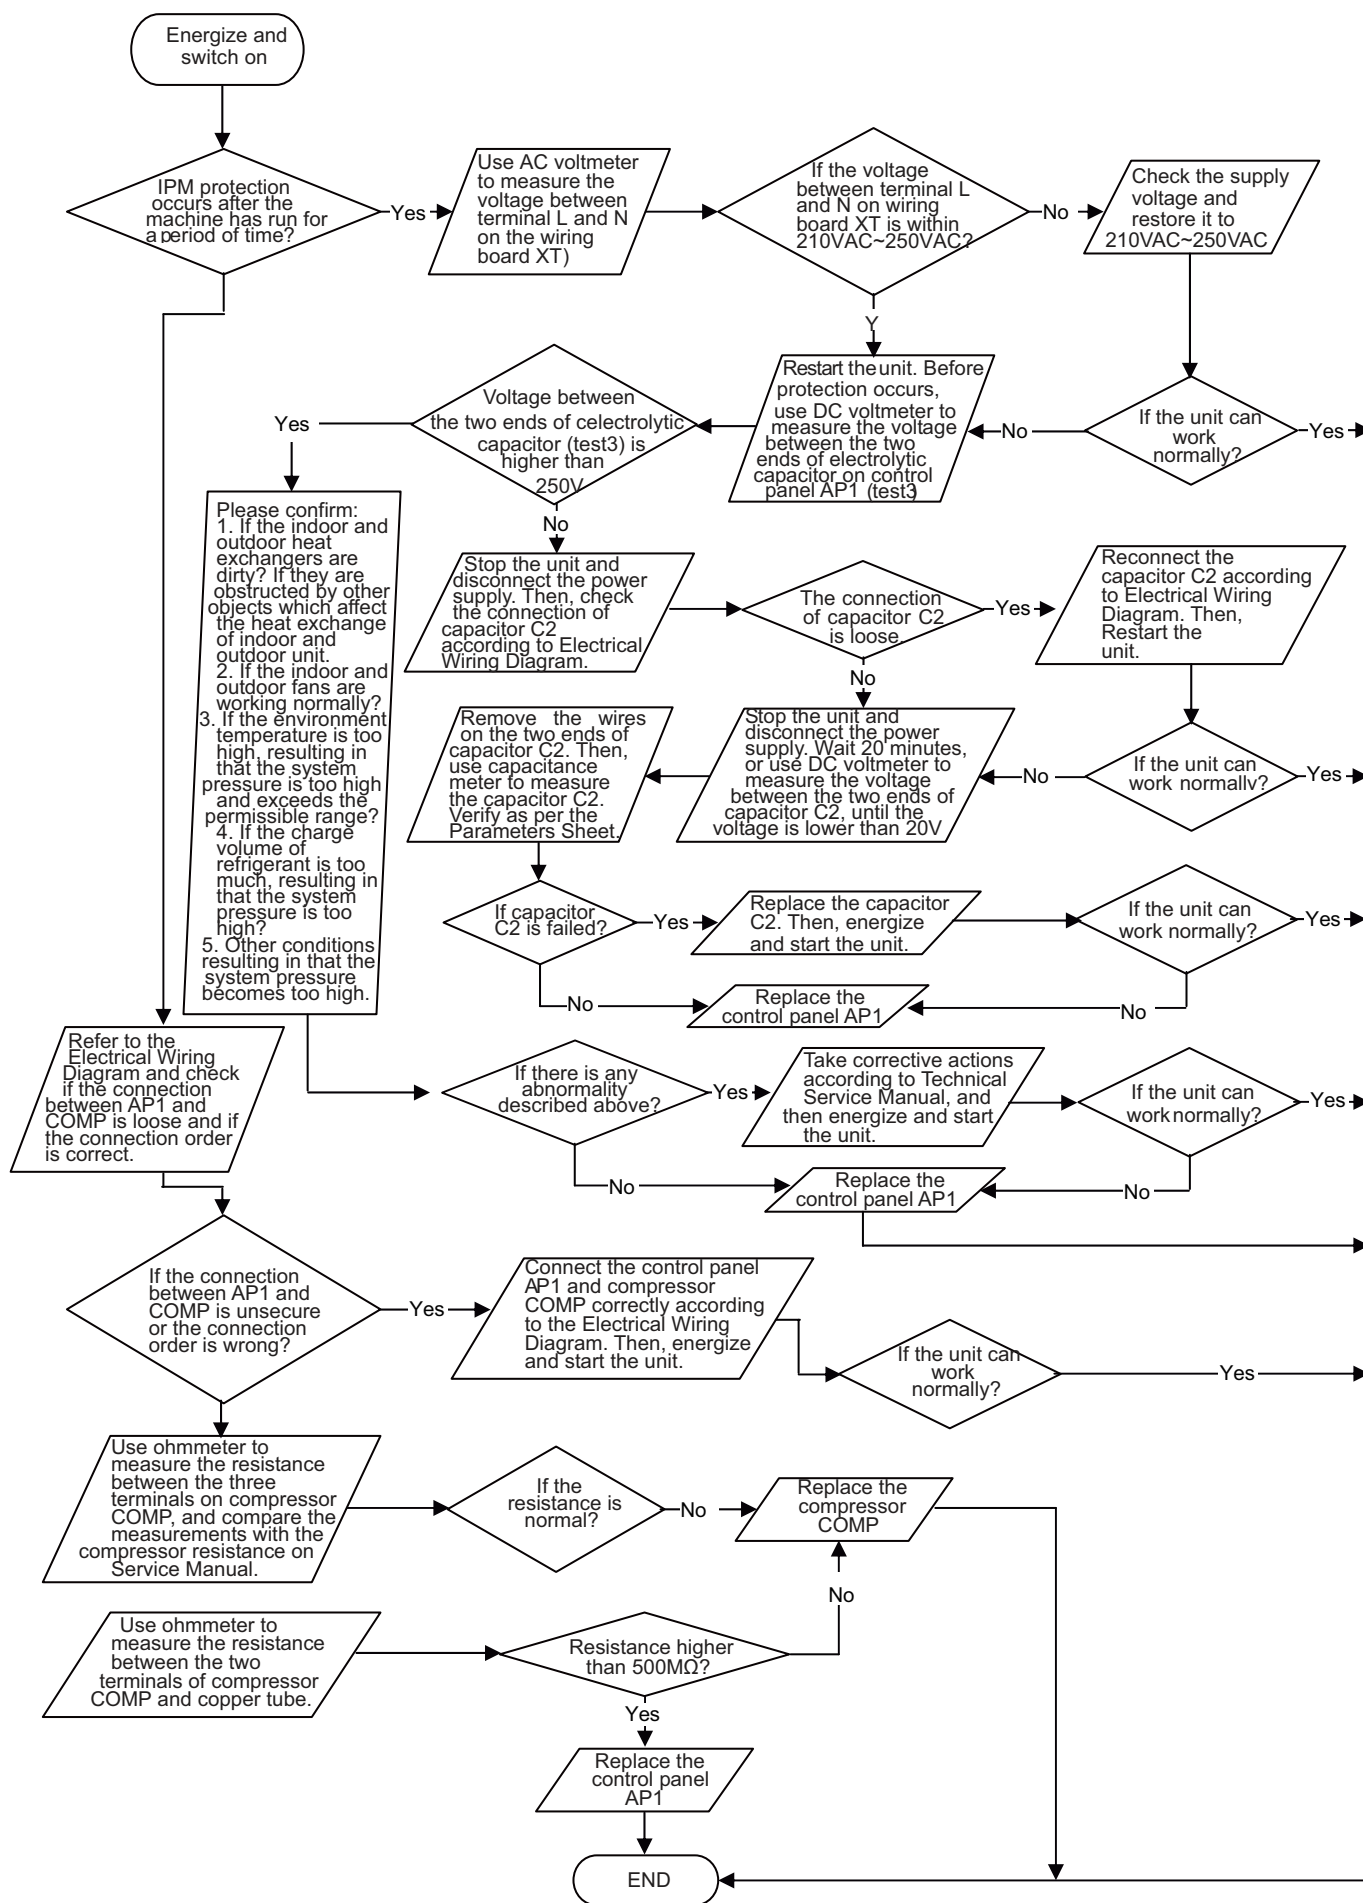 Energize and
switch on
IPM protection
occurs after the
machine has run for
a period of time?
Yes
Use AC voltmeter
to measure the
voltage between
terminal L and N
on the wiring
board XT)
If the voltage
between terminal L
and N on wiring
board XT is within
210VAC~250VAC?
No
Check the supply
voltage and
restore it to
210VAC~250VAC
Y
If the unit can
work
normally?
Yes
No
Restart the unit. Before
protection occurs,
use DC voltmeter to
measure the voltage
between the two
ends of electrolytic
capacitor on control
panel AP1 (test3)
Voltage between
the two ends of celectrolytic
capacitor (test3) is
higher than
250V
Yes
No
Please confirm:
1. If the indoor and
outdoor heat
exchangers are
dirty? If they are
obstructed by other
objects which affect
the heat exchange
of indoor and
outdoor unit.
2. If the indoor and
outdoor fans are
working normally?
3. If the environment
temperature is too
high, resulting in
that the system
pressure is too high
and exceeds the
permissible range?
4. If the charge
volume of
refrigerant is too
much, resulting in
that the system
pressure is too
high?
5. Other conditions
resulting in that the
system pressure
becomes too high.
Stop the unit and
disconnect the power
supply. Then, check
the connection of
capacitor C2
according to Electrical
Wiring Diagram.
The connection
of capacitor C2
is loose.
Yes
Reconnect the
capacitor C2 according
to Electrical Wiring
Diagram. Then,
Restart the
unit.
No
If the unit can
work normally?
Yes
No
Stop the unit and
disconnect the power
supply. Wait 20 minutes,
or use DC voltmeter to
measure the voltage
between the two ends of
capacitor C2, until the
voltage is lower than 20V
Remove the wires
on the two ends of
capacitor C2. Then,
use capacitance
meter to measure
the capacitor C2.
Verify as per the
Parameters Sheet.
If capacitor
C2 is failed?
Yes
Replace the capacitor
C2. Then, energize
and start the unit.
If the unit can
work normally?
Yes
No
Replace the
control panel AP1
No
Refer to the
Electrical Wiring
Diagram and check
if the connection
between AP1 and
COMP is loose and if
the connection order
is correct.
If there is any
abnormality
described above?
Yes
Take corrective actions
according to Technical
Service Manual, and
then energize and start
the unit.
If the unit can
work normally?
Yes
No
Replace the
control panel AP1
No
If the connection
between AP1 and
COMP is unsecure
or the connection
order is wrong?
Yes
Connect the control panel
AP1 and compressor
COMP correctly according
to the Electrical Wiring
Diagram. Then, energize
and start the unit.
If the unit can
work
normally?
Yes
Use ohmmeter to
measure the resistance
between the three
terminals on compressor
COMP, and compare the
measurements with the
compressor resistance on
Service Manual.
If the
resistance is
normal?
No
Replace the
compressor
COMP
No
Use ohmmeter to
measure the resistance
between the two
terminals of compressor
COMP and copper tube.
Resistance higher
than 500MΩ?
Yes
Replace the
control panel
AP1
END